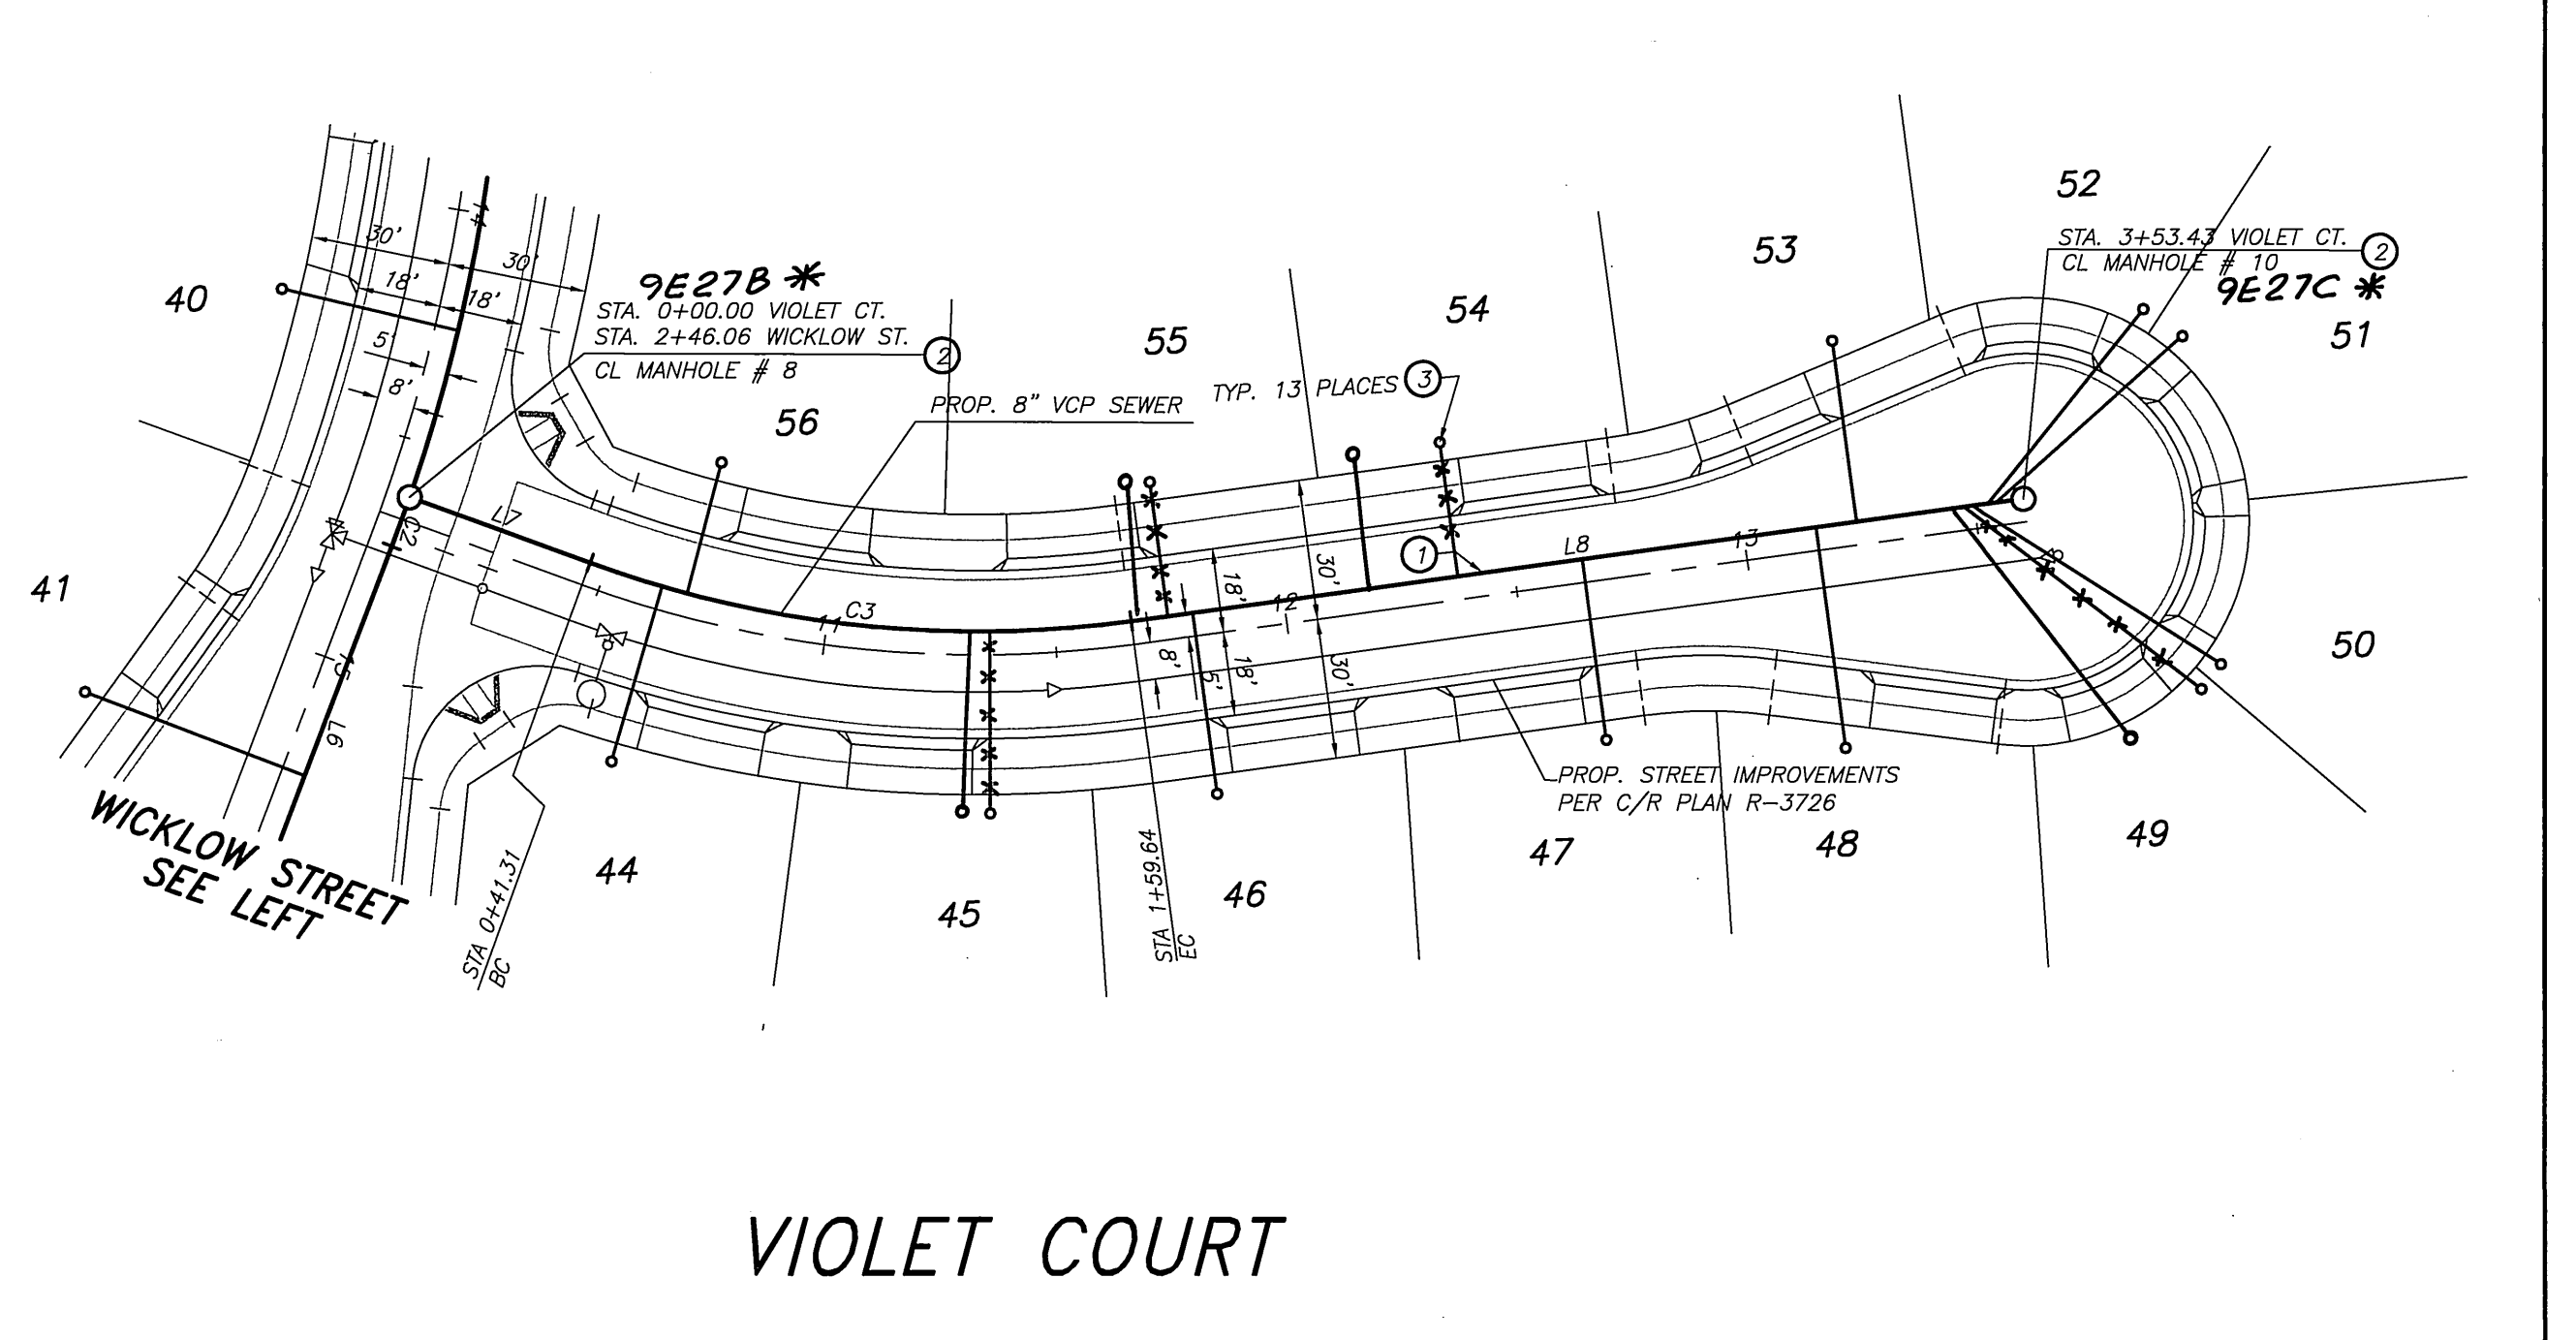 52
53
STA. 3+53.43 VIOLET CT.
2
CL MANHOLE # 10
9E27C *
51
30'
30'
18'
18'
40
9E27B *
STA. 0+00.00 VIOLET CT.
STA. 2+46.06 WICKLOW ST.
2
CL MANHOLE # 8
54
55
TYP. 13 PLACES 3
PROP. 8" VCP SEWER
56
5'
8'
C2
L7
41
1
L8
13
12
11
C3
30'
18'
8'
5'
18'
30'
50
15
L6
PROP. STREET IMPROVEMENTS
PER C/R PLAN R-3726
WICKLOW STREET
SEE LEFT
STA 0+41.31
BC
44
45
STA 1+59.64
EC
46
47
48
49
VIOLET COURT